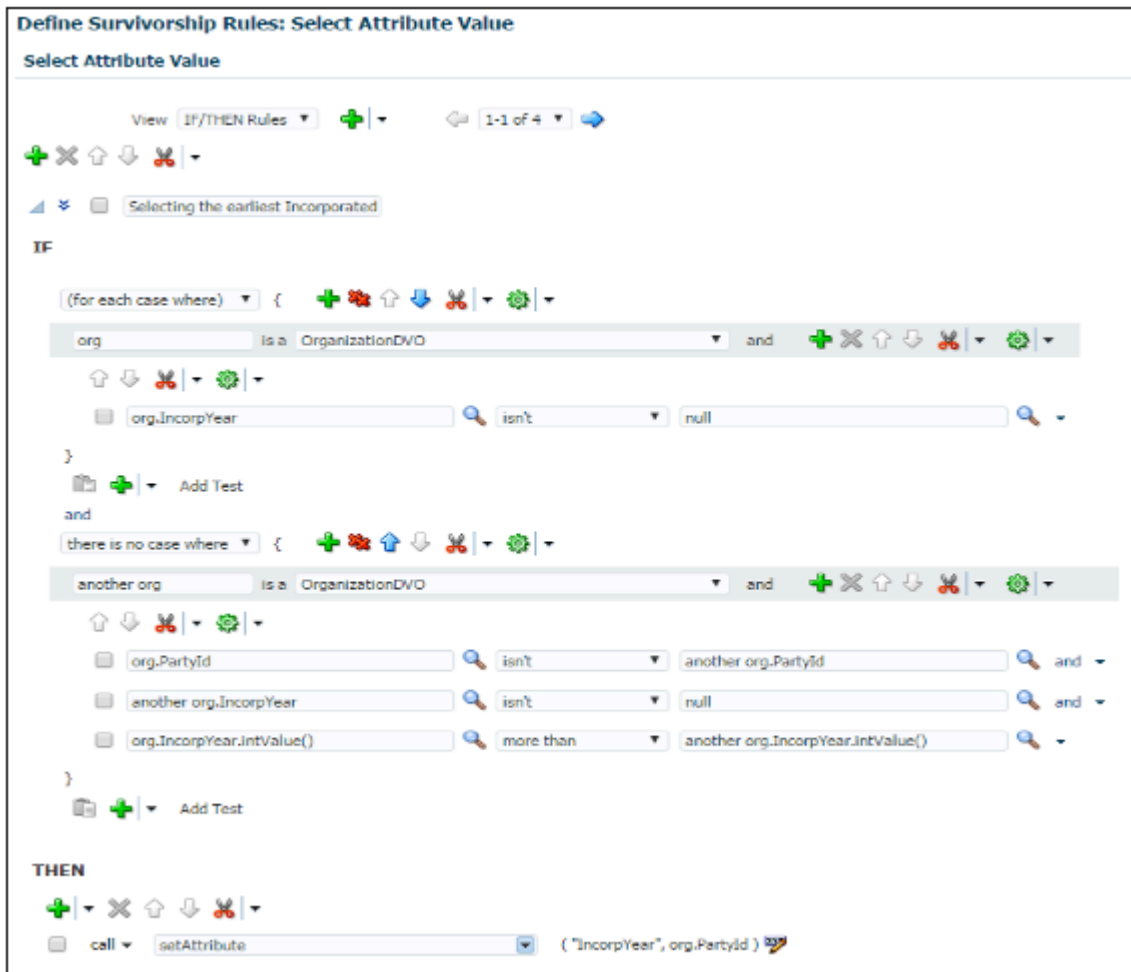 Define Survivorship Rules: Select Attribute Value
Select Attribute Value
View IF/THEN Rules 1-1 of 4
Selecting the earliest Incorporated
IF
(for each case where) {
org is a OrganizationDVO and
org.IncorpYear isn't null
}
Add Test
and
there is no case where {
another org is a OrganizationDVO and
org.PartyId isn't another org.PartyId and
another org.IncorpYear isn't null and
org.IncorpYear.intValue() more than another org.IncorpYear.intValue()
}
Add Test
THEN
call setAttribute ( "IncorpYear", org.PartyId )